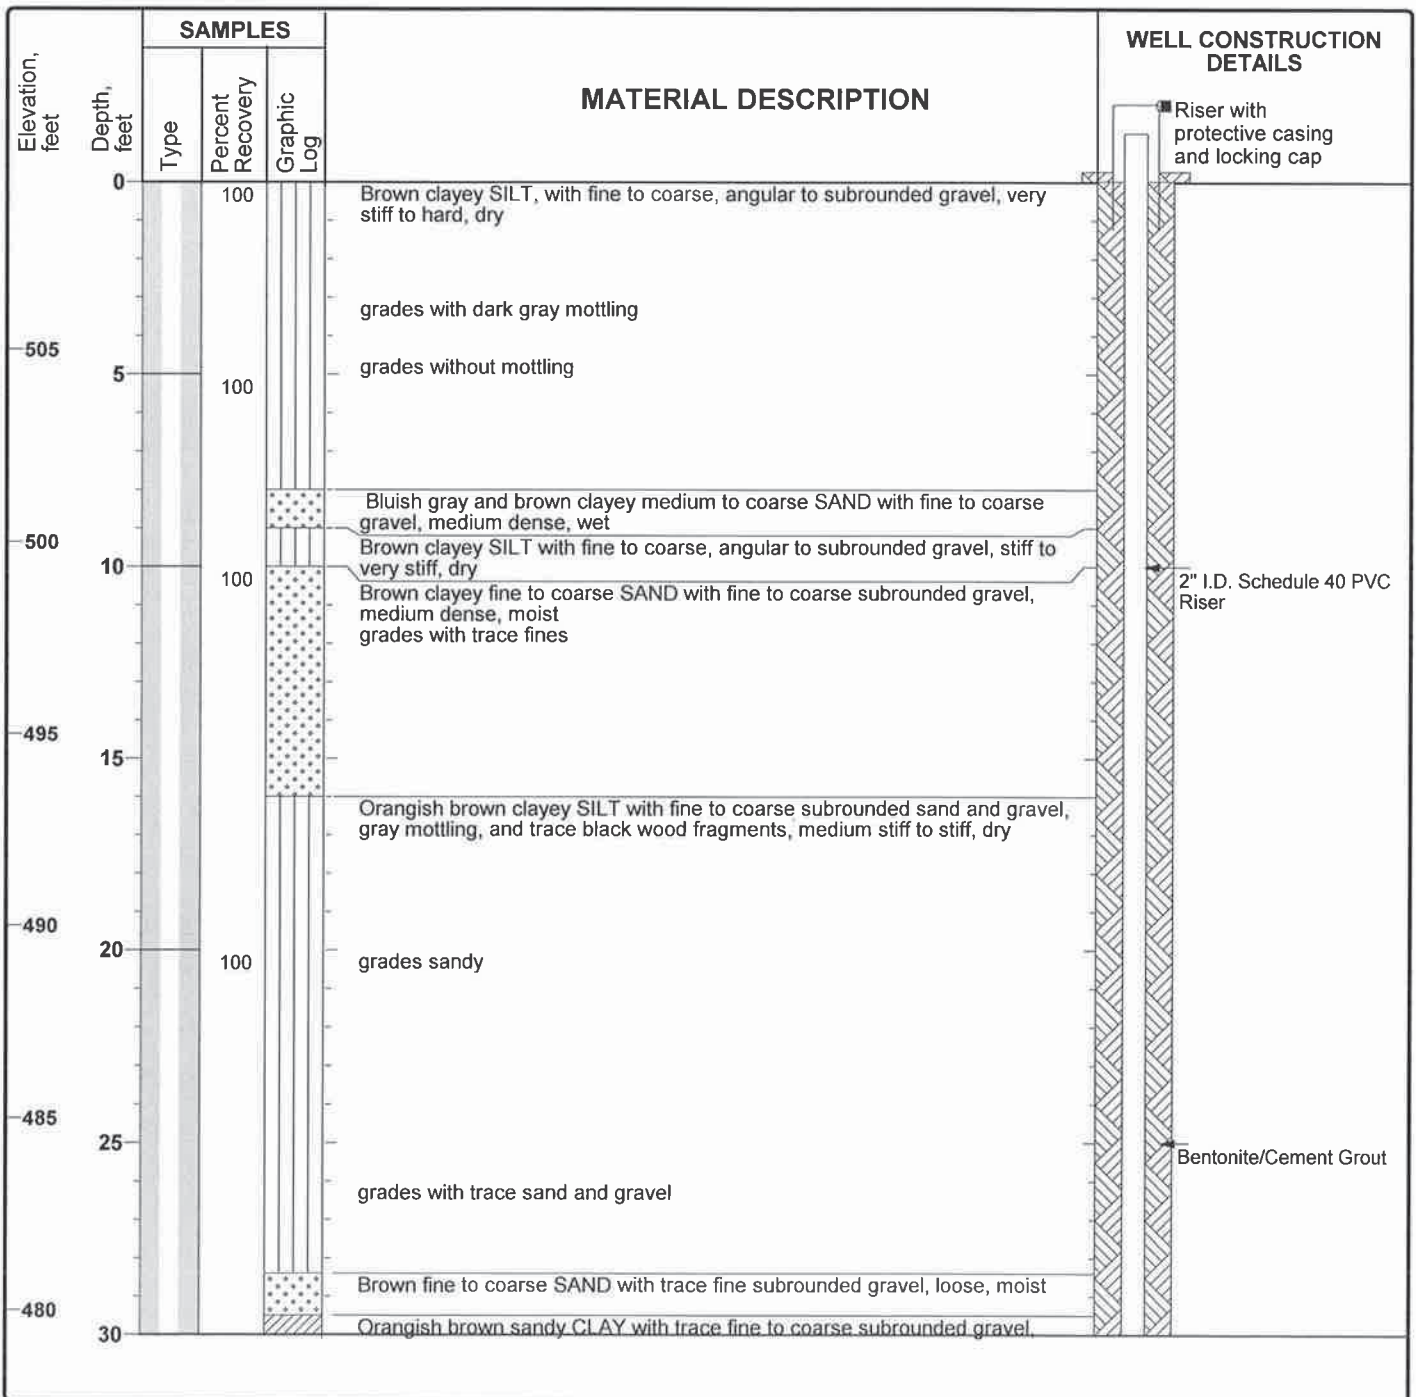 SAMPLES
Elevation,
feet
Depth,
feet
Type
Percent
Recovery
Graphic
Log
MATERIAL DESCRIPTION
WELL CONSTRUCTION
DETAILS
Riser with
protective casing
and locking cap
0
100
Brown clayey SILT, with fine to coarse, angular to subrounded gravel, very
stiff to hard, dry
grades with dark gray mottling
505
grades without mottling
5
100
Bluish gray and brown clayey medium to coarse SAND with fine to coarse
gravel, medium dense, wet
500
Brown clayey SILT with fine to coarse, angular to subrounded gravel, stiff to
very stiff, dry
10
100
2" I.D. Schedule 40 PVC
Riser
Brown clayey fine to coarse SAND with fine to coarse subrounded gravel,
medium dense, moist
grades with trace fines
495
15
Orangish brown clayey SILT with fine to coarse subrounded sand and gravel,
gray mottling, and trace black wood fragments, medium stiff to stiff, dry
490
20
100
grades sandy
485
25
Bentonite/Cement Grout
grades with trace sand and gravel
Brown fine to coarse SAND with trace fine subrounded gravel, loose, moist
480
30
Orangish brown sandy CLAY with trace fine to coarse subrounded gravel,